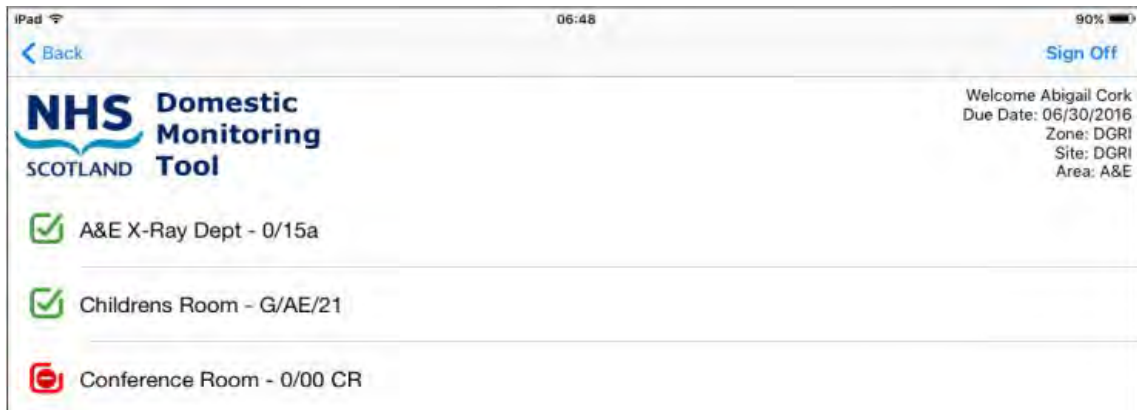 iPad 06:48 90%
Back Sign Off
NHS
SCOTLAND
Domestic
Monitoring
Tool
Welcome Abigail Cork
Due Date: 06/30/2016
Zone: DGRI
Site: DGRI
Area: A&E
A&E X-Ray Dept - 0/15a
Childrens Room - G/AE/21
Conference Room - 0/00 CR